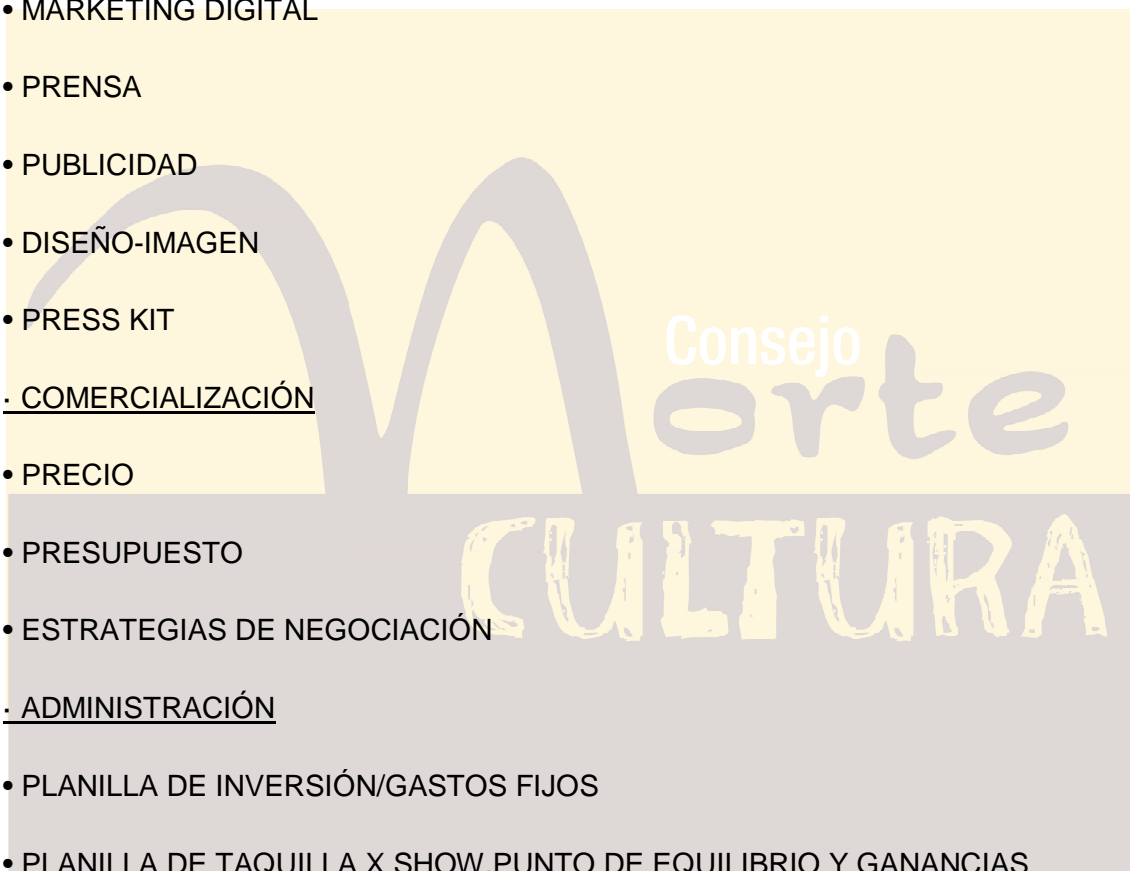 • MARKETING DIGITAL
• PRENSA
• PUBLICIDAD
• DISEÑO-IMAGEN
• PRESS KIT
Consejo
Norte
· COMERCIALIZACIÓN
• PRECIO
• PRESUPUESTO
CULTURA
• ESTRATEGIAS DE NEGOCIACIÓN
· ADMINISTRACIÓN
• PLANILLA DE INVERSIÓN/GASTOS FIJOS
• PLANILLA DE TAQUILLA X SHOW,PUNTO DE EQUILIBRIO Y GANANCIAS